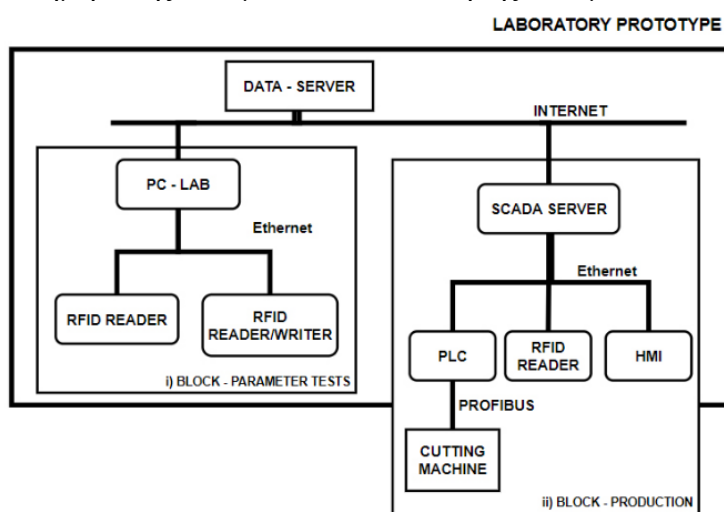 LABORATORY PROTOTYPE
DATA - SERVER
INTERNET
PC - LAB
SCADA SERVER
Ethernet
Ethernet
RFID READER
RFID
READER/WRITER
PLC
RFID
READER
HMI
i) BLOCK - PARAMETER TESTS
PROFIBUS
CUTTING
MACHINE
ii) BLOCK - PRODUCTION